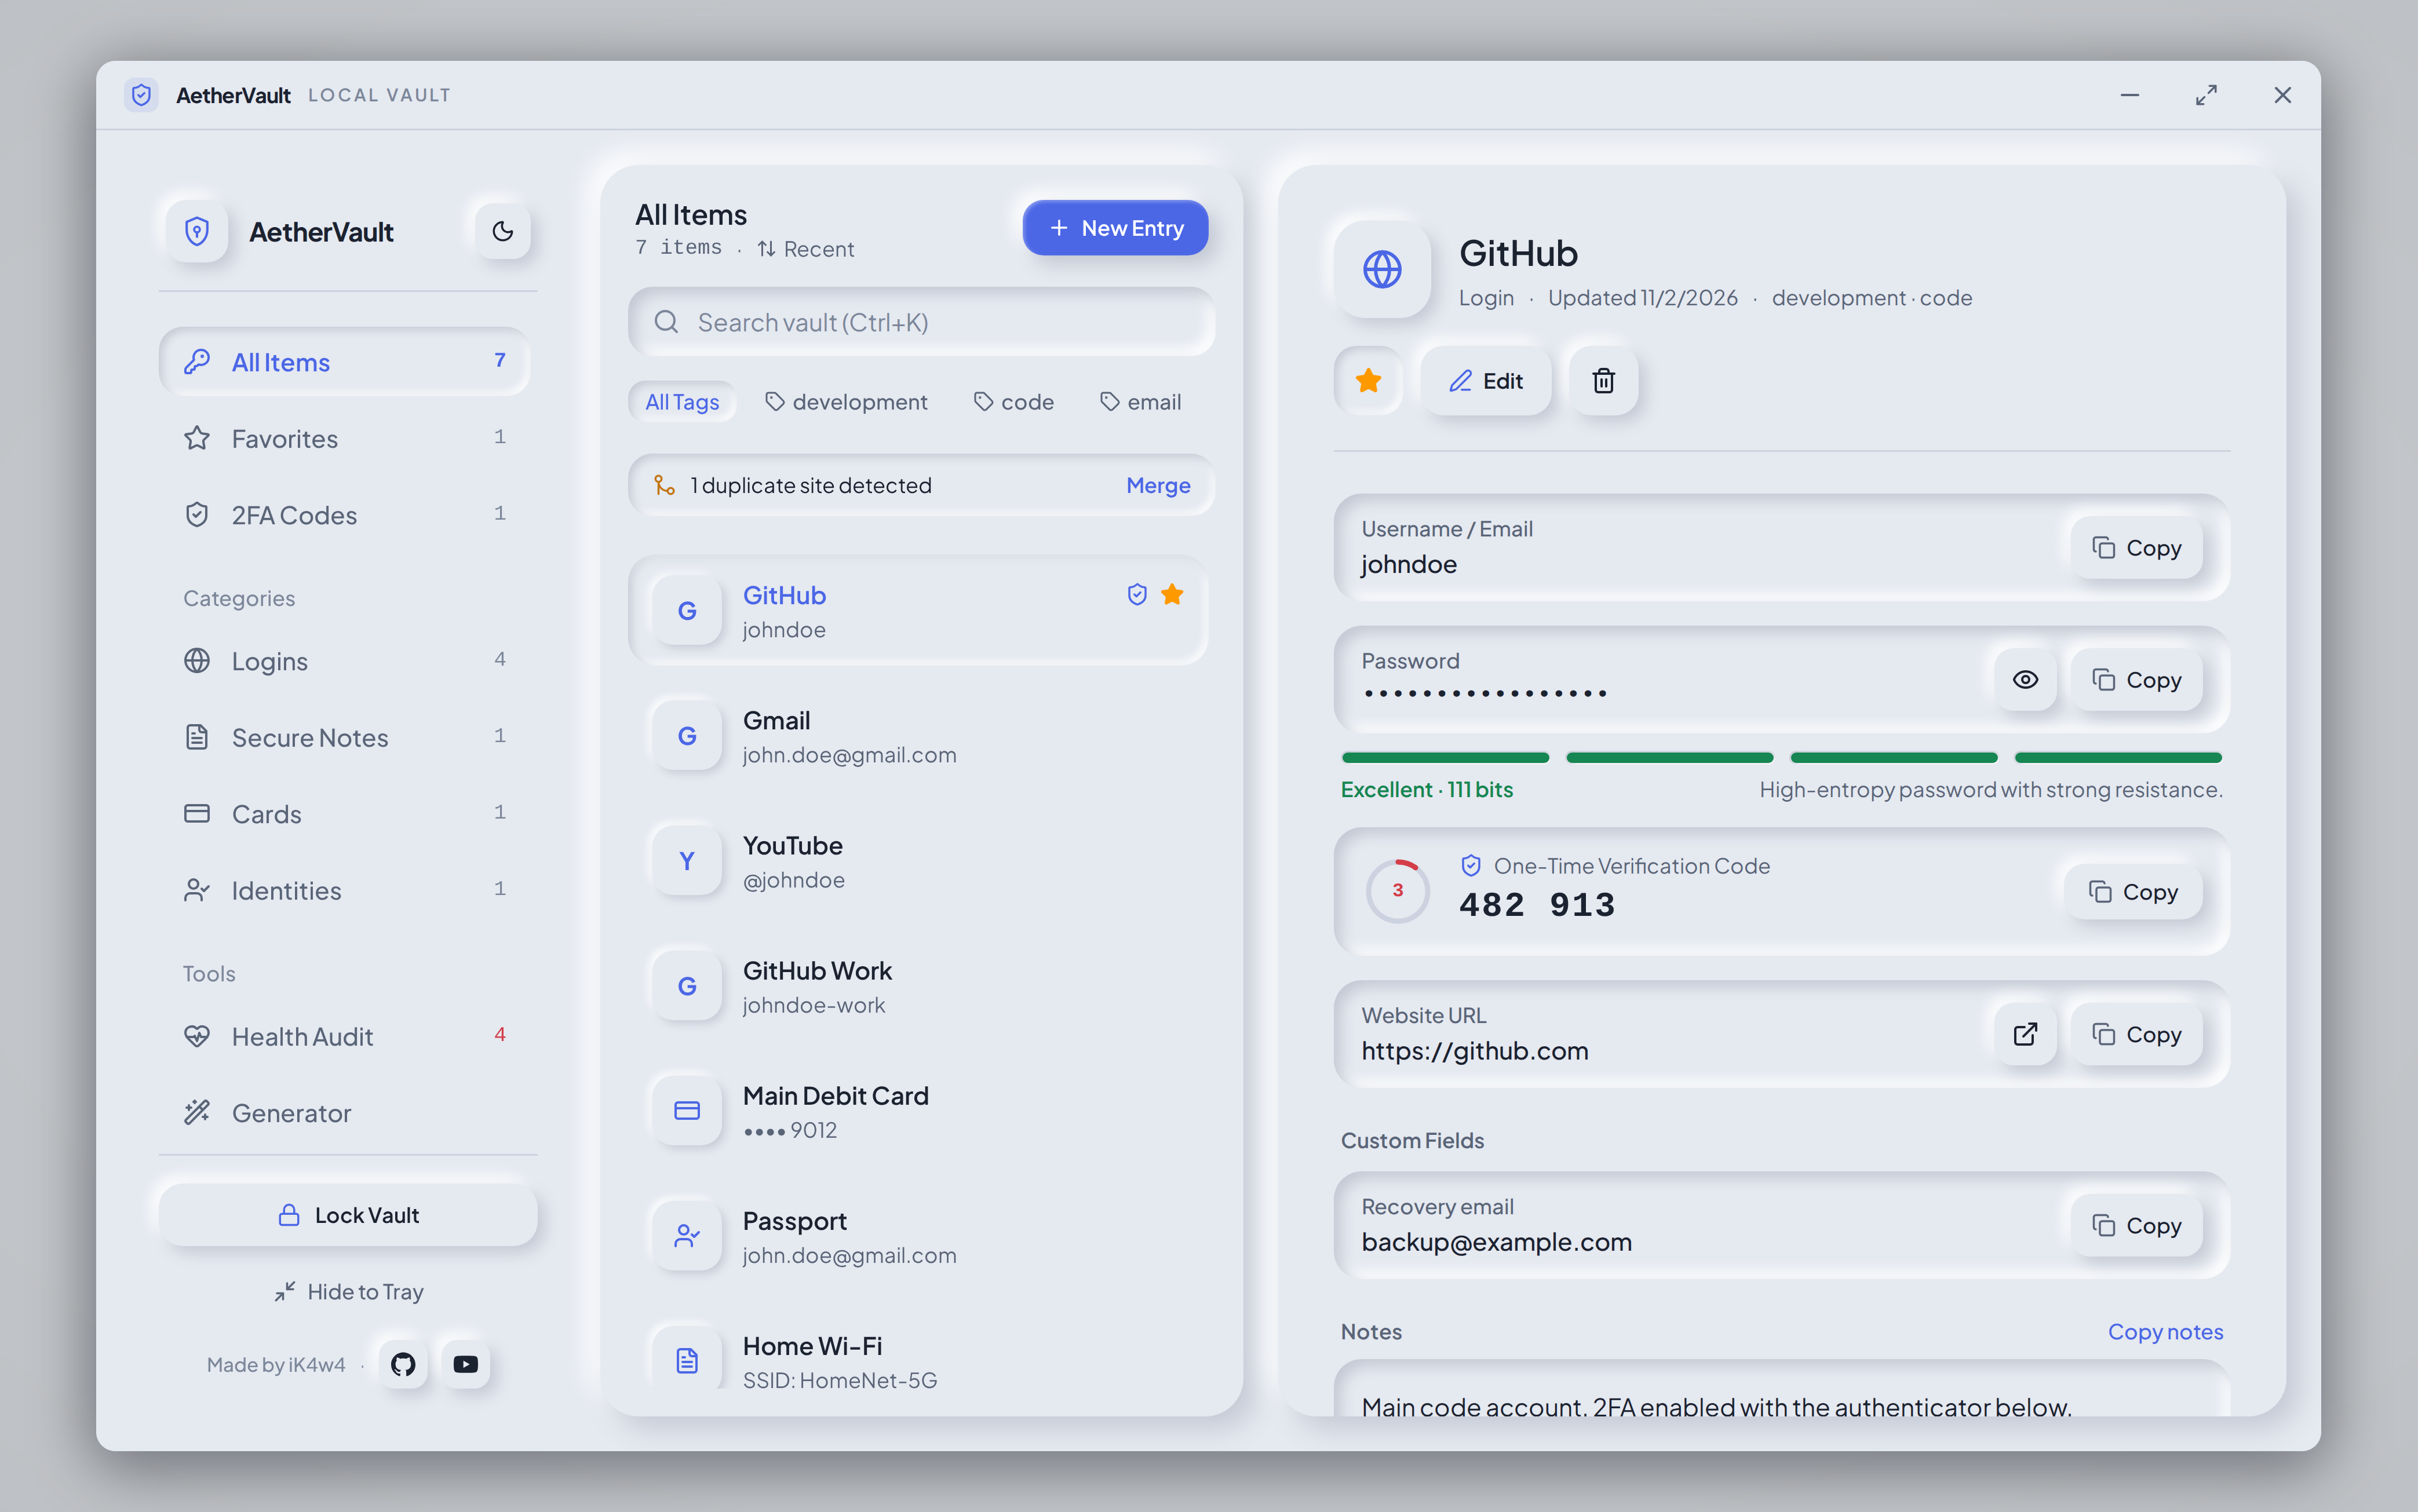 AetherVault LOCAL VAULT
AetherVault
All Items 7
Favorites 1
2FA Codes 1
Categories
Logins 4
Secure Notes 1
Cards 1
Identities 1
Tools
Health Audit 4
Generator
Lock Vault
Hide to Tray
Made by iK4w4 ·
All Items
7 items · Recent
New Entry
Search vault (Ctrl+K)
All Tags development code email
1 duplicate site detected Merge
G GitHub
johndoe
G Gmail
john.doe@gmail.com
Y YouTube
@johndoe
G GitHub Work
johndoe-work
Main Debit Card
•••• 9012
Passport
john.doe@gmail.com
Home Wi-Fi
SSID: HomeNet-5G
GitHub
Login · Updated 11/2/2026 · development · code
Edit
Username / Email
johndoe
Copy
Password
•••••••••••••••••
Copy
Excellent · 111 bits High-entropy password with strong resistance.
3
One-Time Verification Code
482 913
Copy
Website URL
https://github.com
Copy
Custom Fields
Recovery email
backup@example.com
Copy
Notes Copy notes
Main code account. 2FA enabled with the authenticator below.